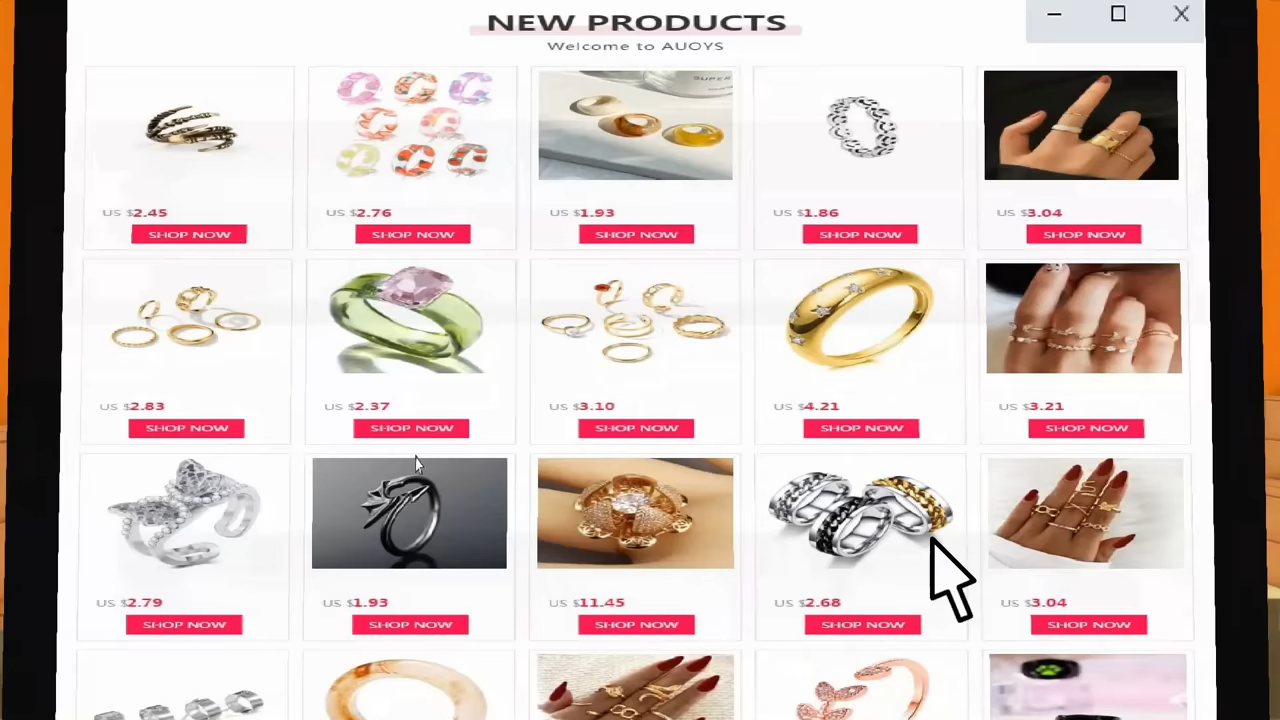 NEW PRODUCTS
Welcome to AUOYS
SUPER
US $2.45
US $2.76
US $1.93
US $1.86
US $3.04
SHOP NOW
SHOP NOW
SHOP NOW
SHOP NOW
SHOP NOW
US $2.83
US $2.37
US $3.10
US $4.21
US $3.21
SHOP NOW
SHOP NOW
SHOP NOW
SHOP NOW
SHOP NOW
US $2.79
US $1.93
US $11.45
US $2.68
US $3.04
SHOP NOW
SHOP NOW
SHOP NOW
SHOP NOW
SHOP NOW